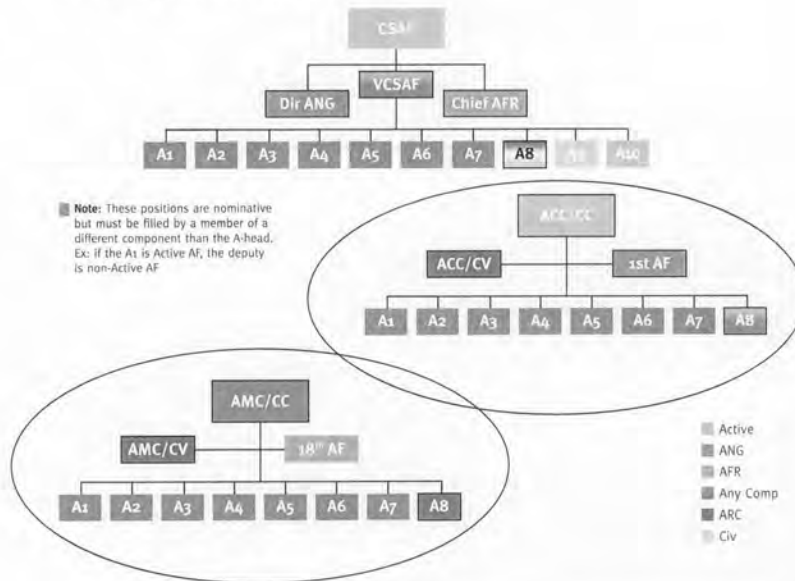 CSAF
VCSAF
Dir ANG
Chief AFR
A1 A2 A3 A4 A5 A6 A7 A8 A9 A10
Note: These positions are nominative
but must be filled by a member of a
different component than the A-head.
Ex: if the A1 is Active AF, the deputy
is non-Active AF
ACC/CC
ACC/CV
1st AF
A1 A2 A3 A4 A5 A6 A7 A8
AMC/CC
AMC/CV
18th AF
A1 A2 A3 A4 A5 A6 A7 A8
Active
ANG
AFR
Any Comp
ARC
Civ